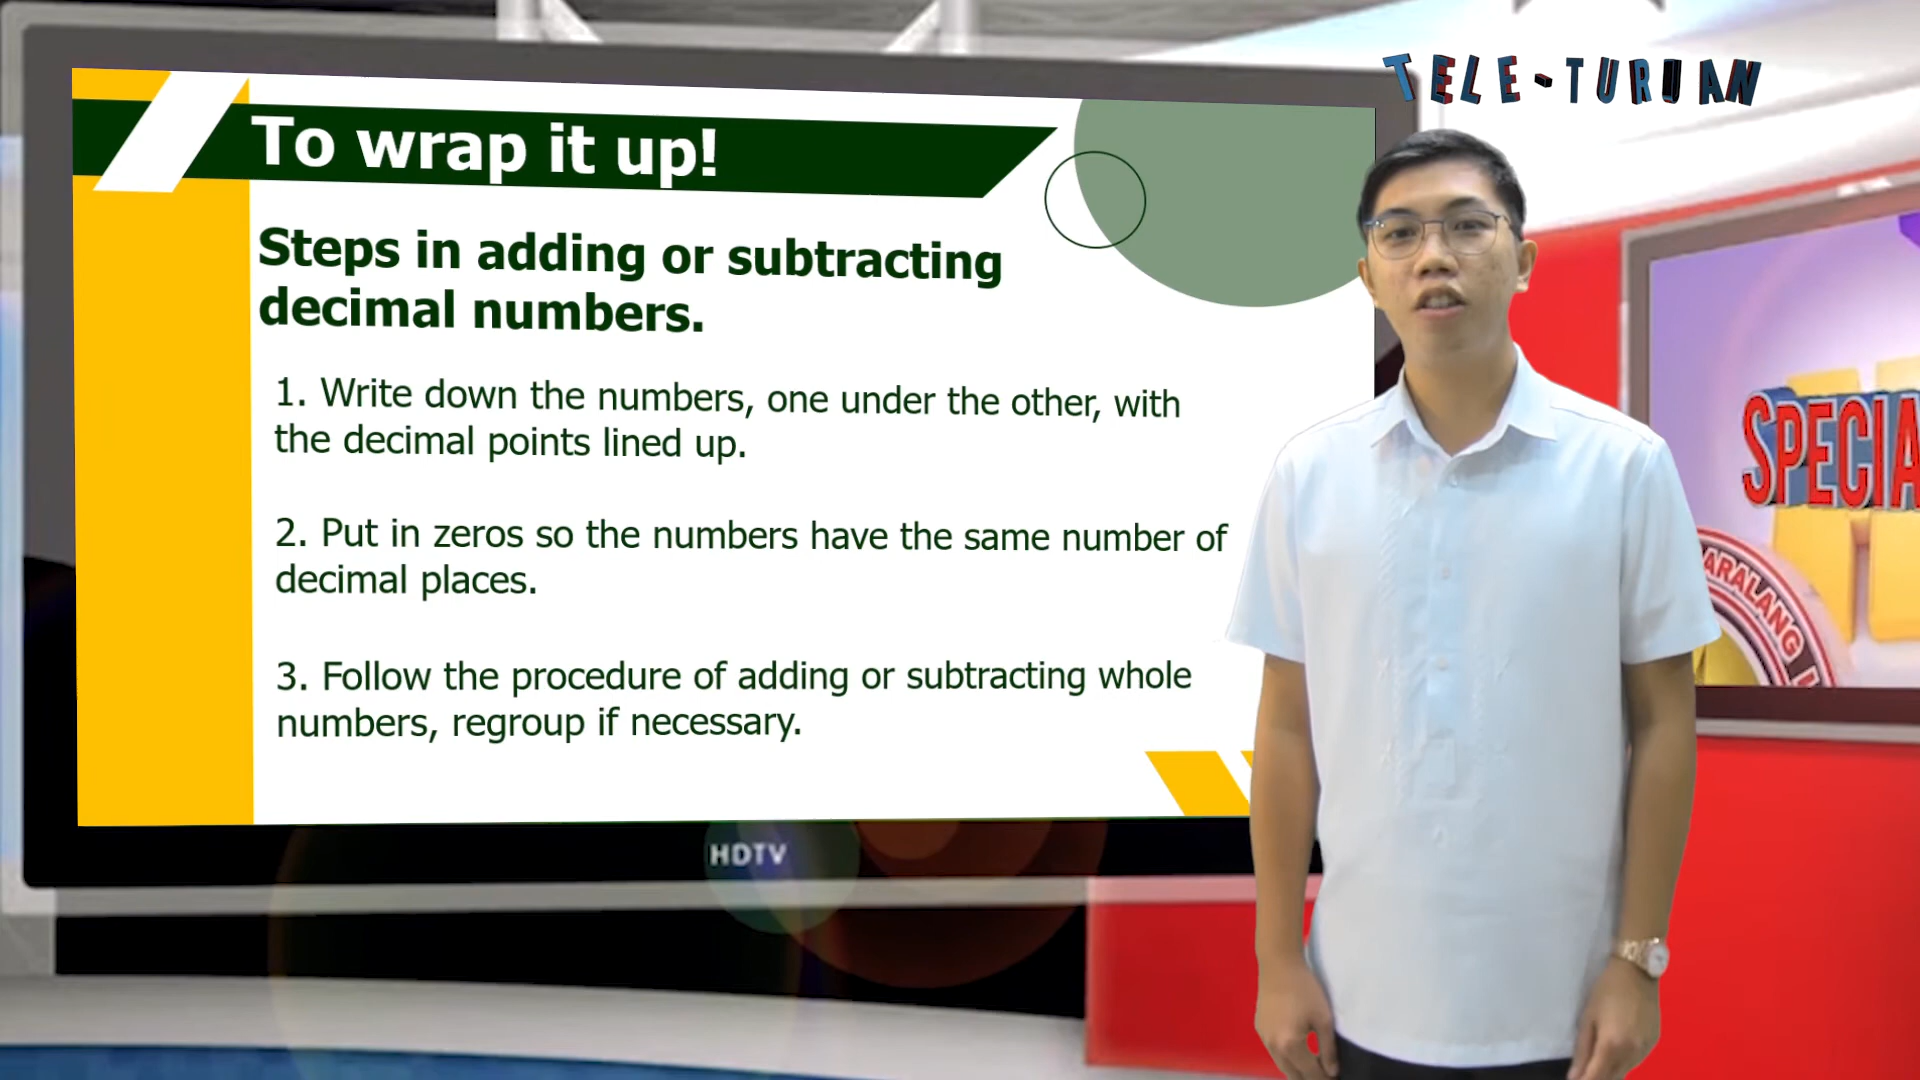 TELE-TURUAN
To wrap it up!
Steps in adding or subtracting
decimal numbers.
1. Write down the numbers, one under the other, with
the decimal points lined up.
2. Put in zeros so the numbers have the same number of
decimal places.
3. Follow the procedure of adding or subtracting whole
numbers, regroup if necessary.
HDTV
SPECIA
ARALANG